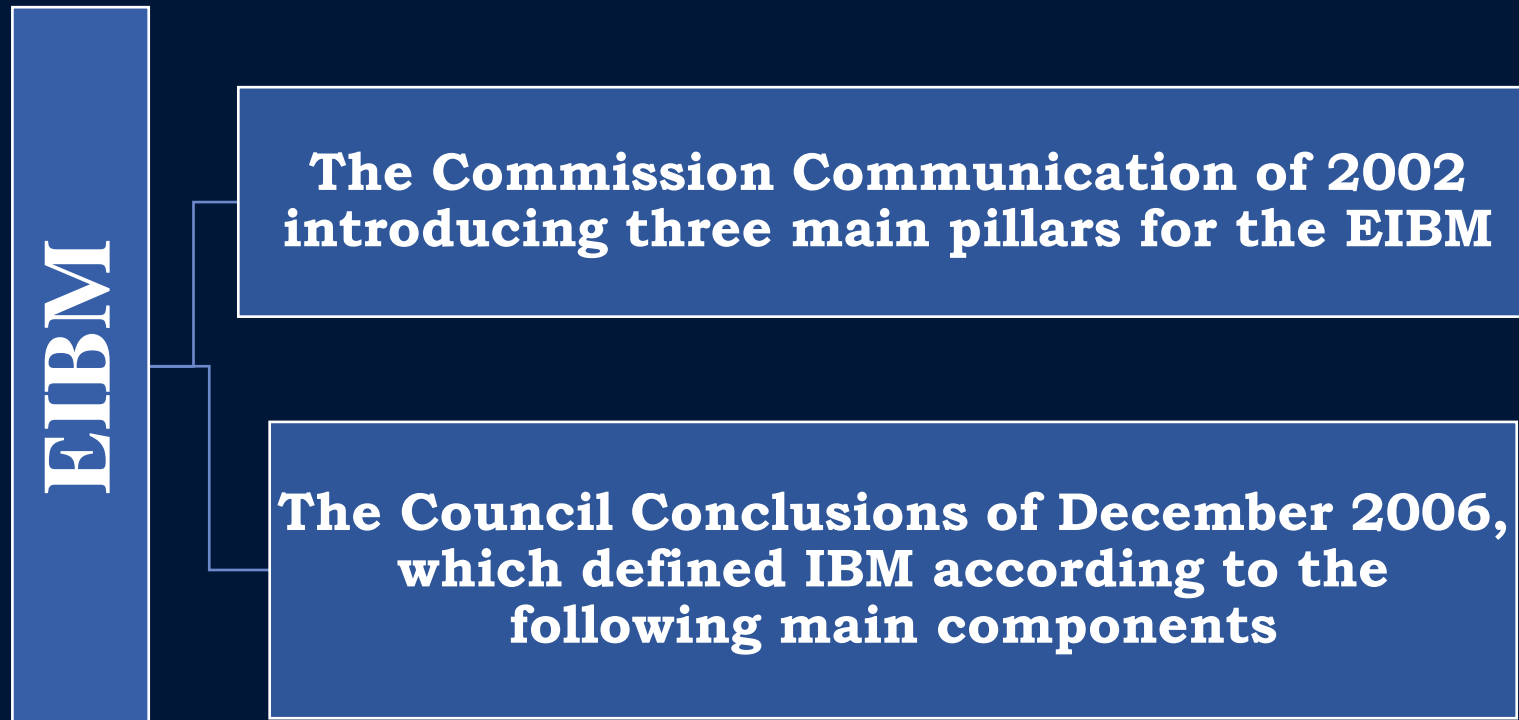 EIBM
The Commission Communication of 2002
introducing three main pillars for the EIBM
The Council Conclusions of December 2006,
which defined IBM according to the
following main components